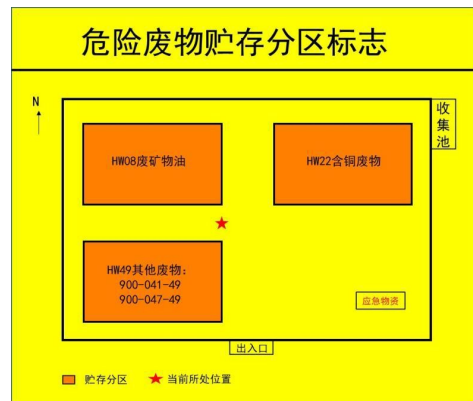 危险废物贮存分区标志
N
收集池
HW08废矿物油
HW22含铜废物
HW49其他废物：
900-041-49
900-047-49
应急物资
出入口
贮存分区
当前所处位置